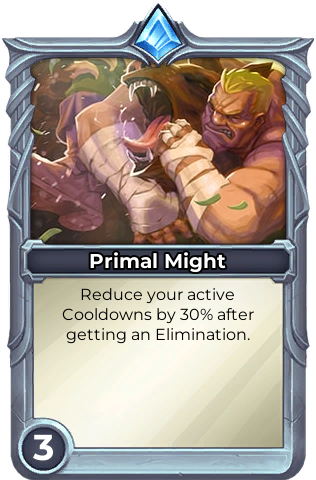 Primal Might
Reduce your active
Cooldowns by 30% after
getting an Elimination.
3